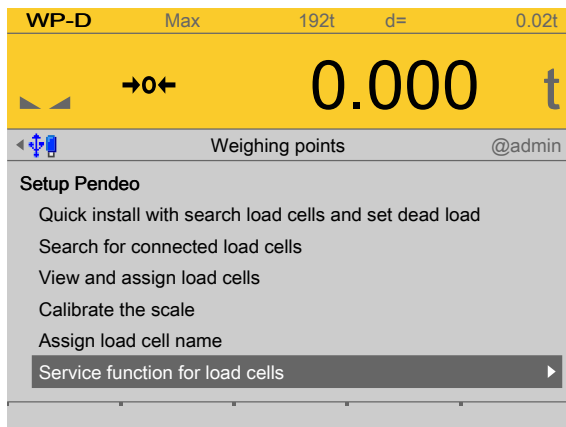 WP-D Max 192t d= 0.02t
→0← 0.000 t
Weighing points @admin
Setup Pendeo
Quick install with search load cells and set dead load
Search for connected load cells
View and assign load cells
Calibrate the scale
Assign load cell name
Service function for load cells